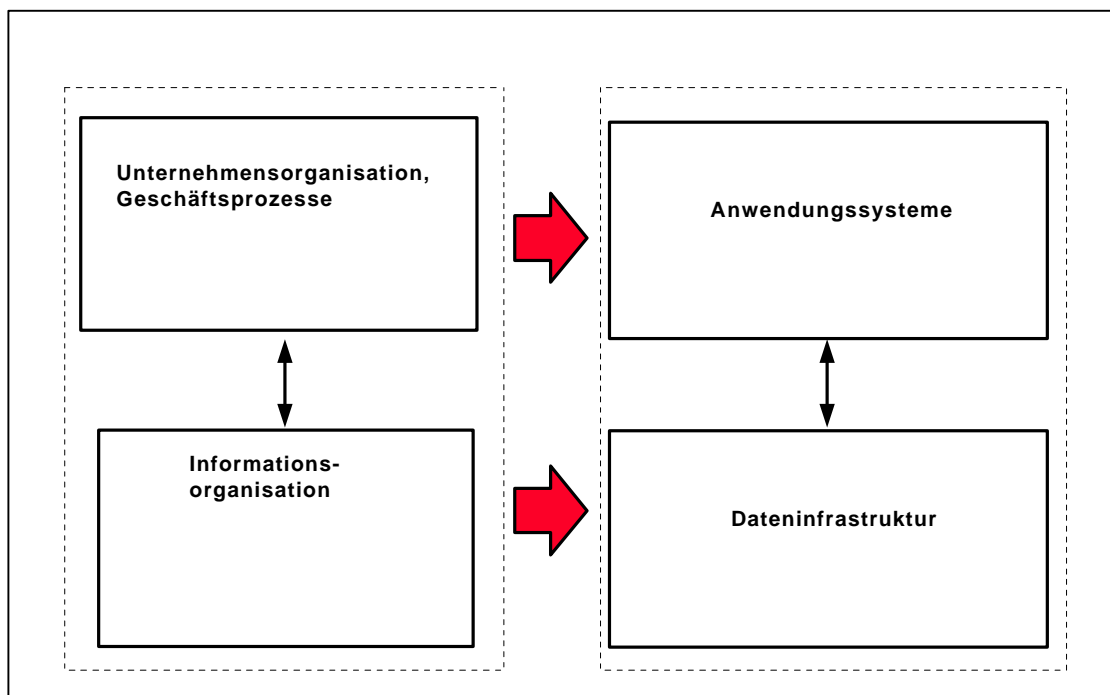 Unternehmensorganisation,
Geschäftsprozesse
Anwendungssysteme
Informations-
organisation
Dateninfrastruktur